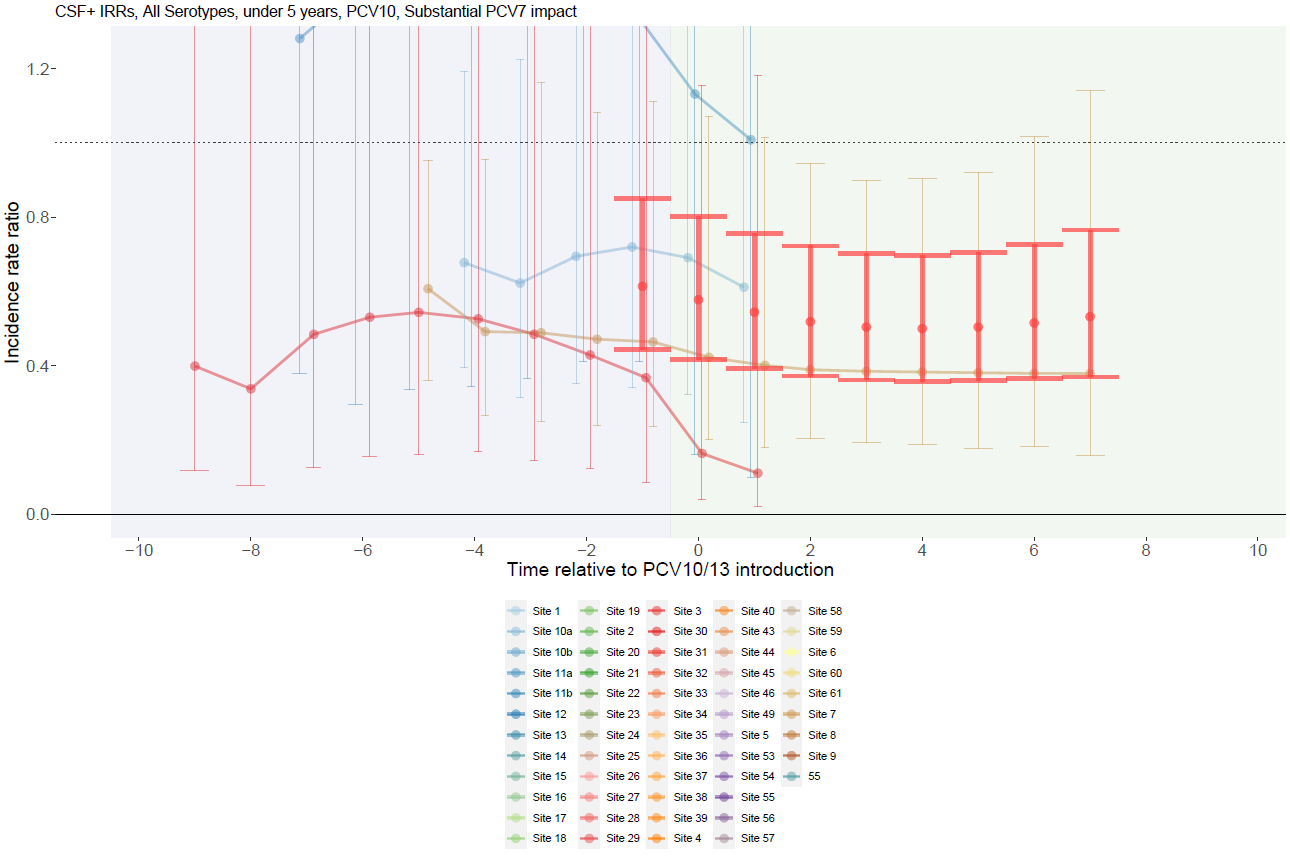 CSF+ IRRs, All Serotypes, under 5 years, PCV10, Substantial PCV7 impact
Incidence rate ratio
1.2
0.8
0.4
0.0
−10 −8 −6 −4 −2 0 2 4 6 8 10
Time relative to PCV10/13 introduction
Site 1 Site 19 Site 3 Site 40 Site 58
Site 10a Site 2 Site 30 Site 43 Site 59
Site 10b Site 20 Site 31 Site 44 Site 6
Site 11a Site 21 Site 32 Site 45 Site 60
Site 11b Site 22 Site 33 Site 46 Site 61
Site 12 Site 23 Site 34 Site 49 Site 7
Site 13 Site 24 Site 35 Site 5 Site 8
Site 14 Site 25 Site 36 Site 53 Site 9
Site 15 Site 26 Site 37 Site 54 55
Site 16 Site 27 Site 38 Site 55
Site 17 Site 28 Site 39 Site 56
Site 18 Site 29 Site 4 Site 57